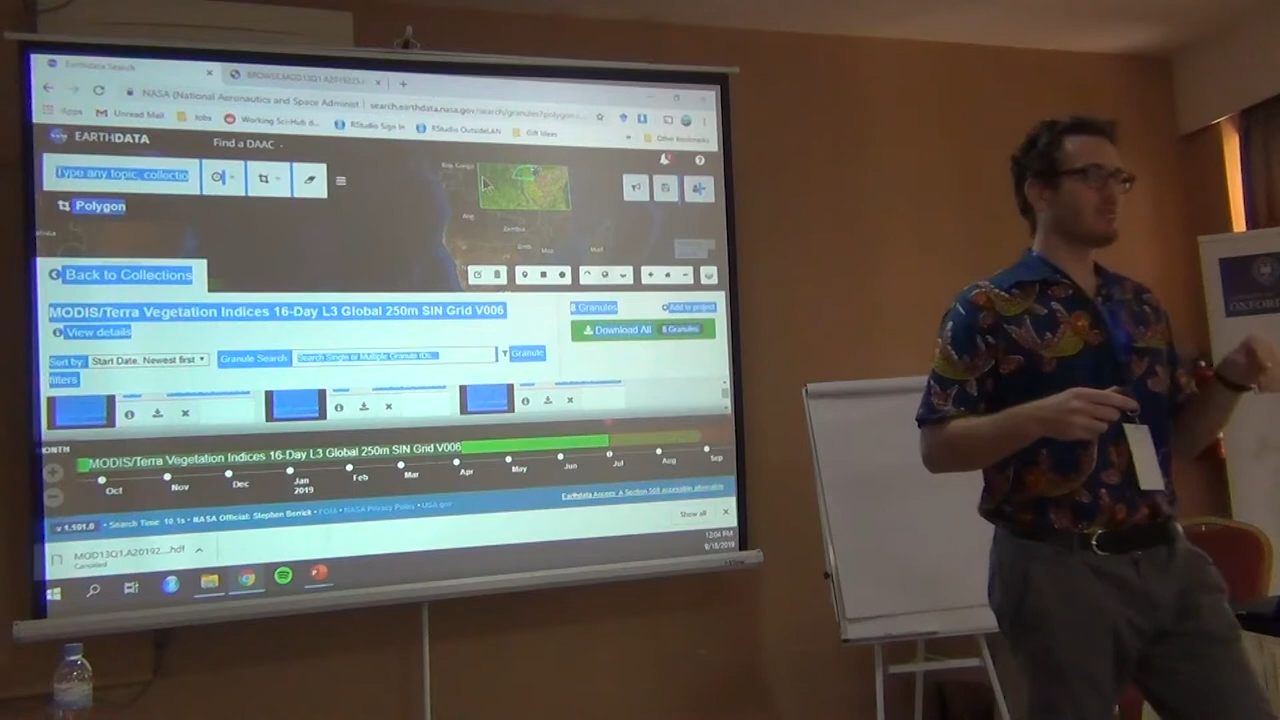 Earthdata Search
NASA (National Aeronautics and Space Administ | search.earthdata.nasa.gov/search/granules?polygon
Apps Unread Mail Jobs Working Sci-Hub d... RStudio Sign In RStudio OutsideLAN Gift Ideas » Other bookmarks
EARTHDATA Find a DAAC
Type any topic, collectio
Polygon
Zambia
Back to Collections
MODIS/Terra Vegetation Indices 16-Day L3 Global 250m SIN Grid V006
8 Granules Add to project
View details
Download All 8 Granules
Sort by: Start Date, Newest first Granule Search: Search Single or Multiple Granule IDs... Granule
filters
MONTH
MODIS/Terra Vegetation Indices 16-Day L3 Global 250m SIN Grid V006
Oct Nov Dec Jan Feb Mar Apr May Jun Jul Aug Sep
2019
Earthdata Access: A Section 508 accessible alternative
v 1.101.0 • Search Time: 10.1s • NASA Official: Stephen Berrick • FOIA • NASA Privacy Policy • USA.gov
Show all
MOD13Q1.A20192....hdf
Canceled
12:04 PM
9/18/2019
OXFOR